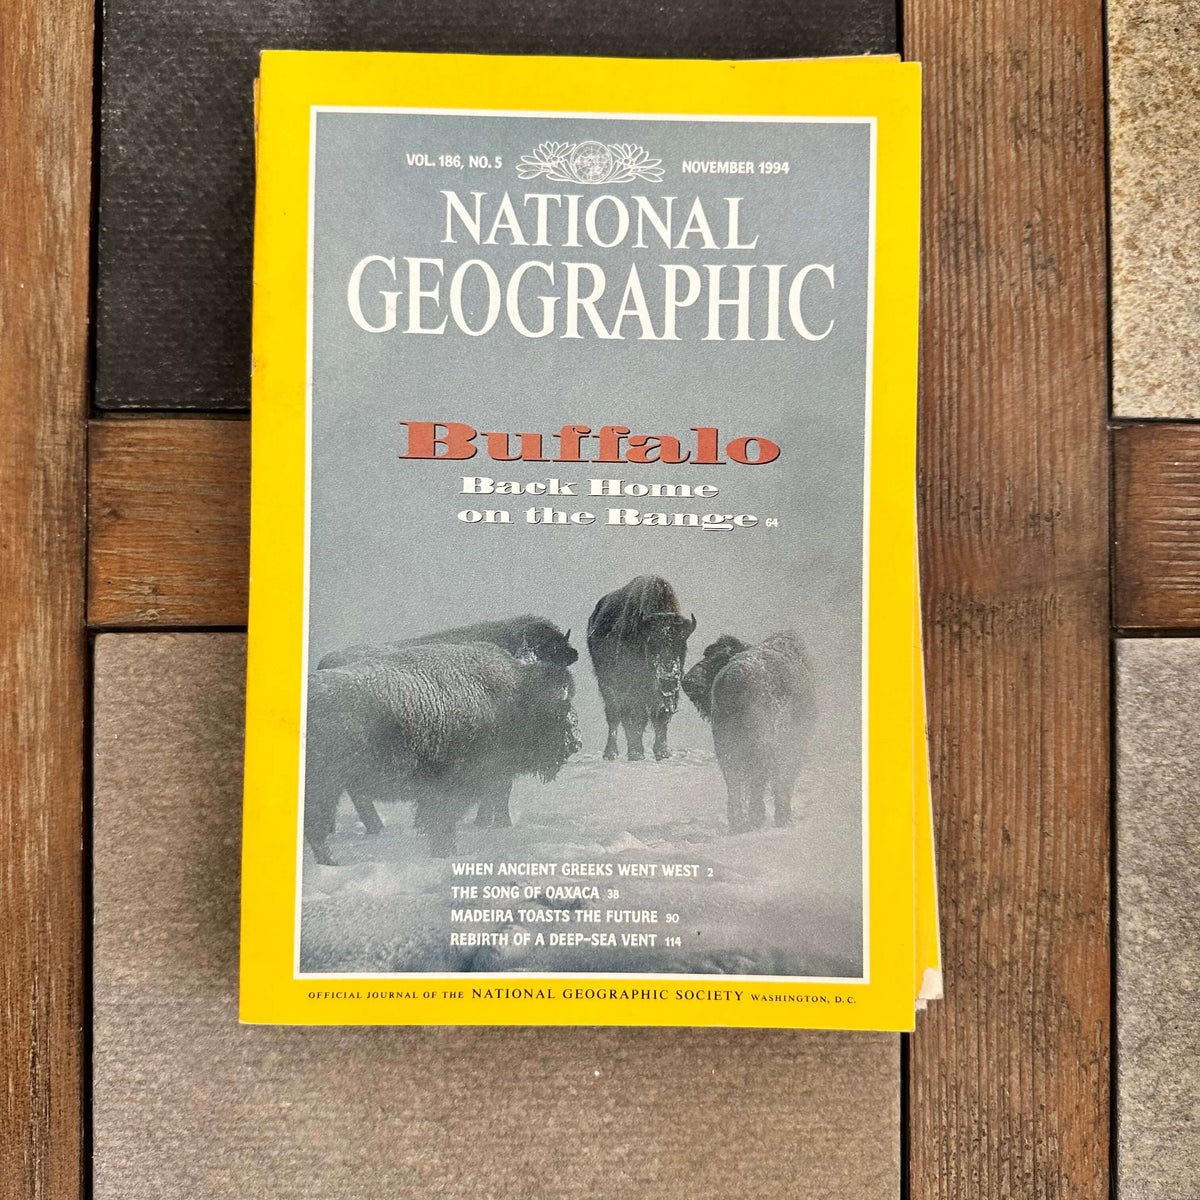 VOL. 186, NO. 5
NOVEMBER 1994
NATIONAL
GEOGRAPHIC
Buffalo
Back Home
on the Range 64
WHEN ANCIENT GREEKS WENT WEST 2
THE SONG OF OAXACA 38
MADEIRA TOASTS THE FUTURE 90
REBIRTH OF A DEEP-SEA VENT 114
OFFICIAL JOURNAL OF THE NATIONAL GEOGRAPHIC SOCIETY WASHINGTON, D.C.